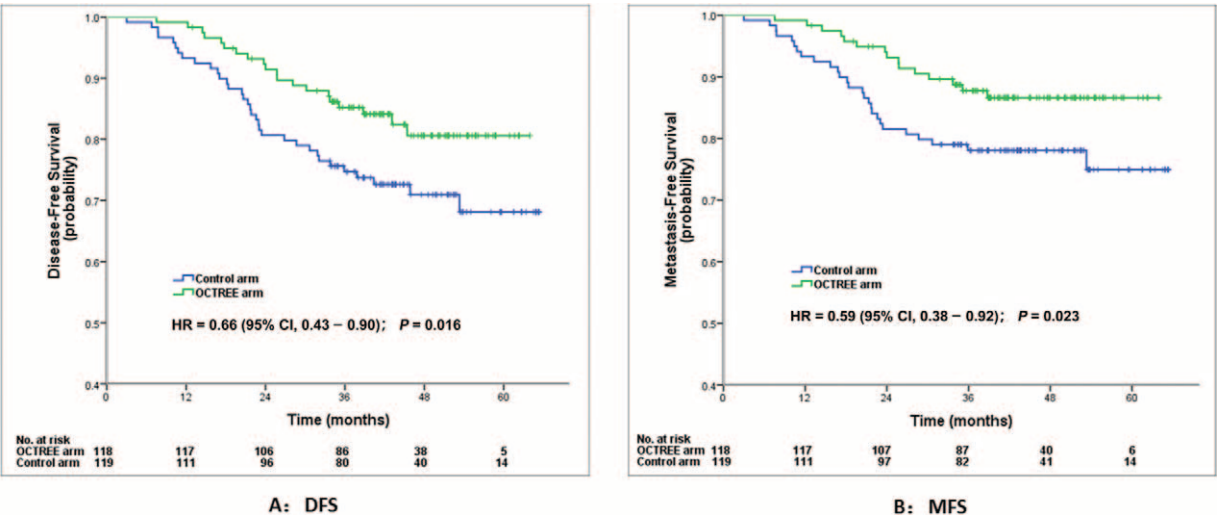 1.0
0.9
0.8
0.7
0.6
0.5
0.4
Disease-Free Survival
(probability)
Control arm
OCTREE arm
HR = 0.66 (95% CI, 0.43 – 0.90); P = 0.016
0 12 24 36 48 60
Time (months)
No. at risk
OCTREE arm 118 117 106 86 38 5
Control arm 119 111 96 80 40 14
A: DFS
1.0
0.9
0.8
0.7
0.6
0.5
0.4
Metastasis-Free Survival
(probability)
Control arm
OCTREE arm
HR = 0.59 (95% CI, 0.38 – 0.92); P = 0.023
0 12 24 36 48 60
Time (months)
No. at risk
OCTREE arm 118 117 107 87 40 6
Control arm 119 111 97 82 41 14
B: MFS